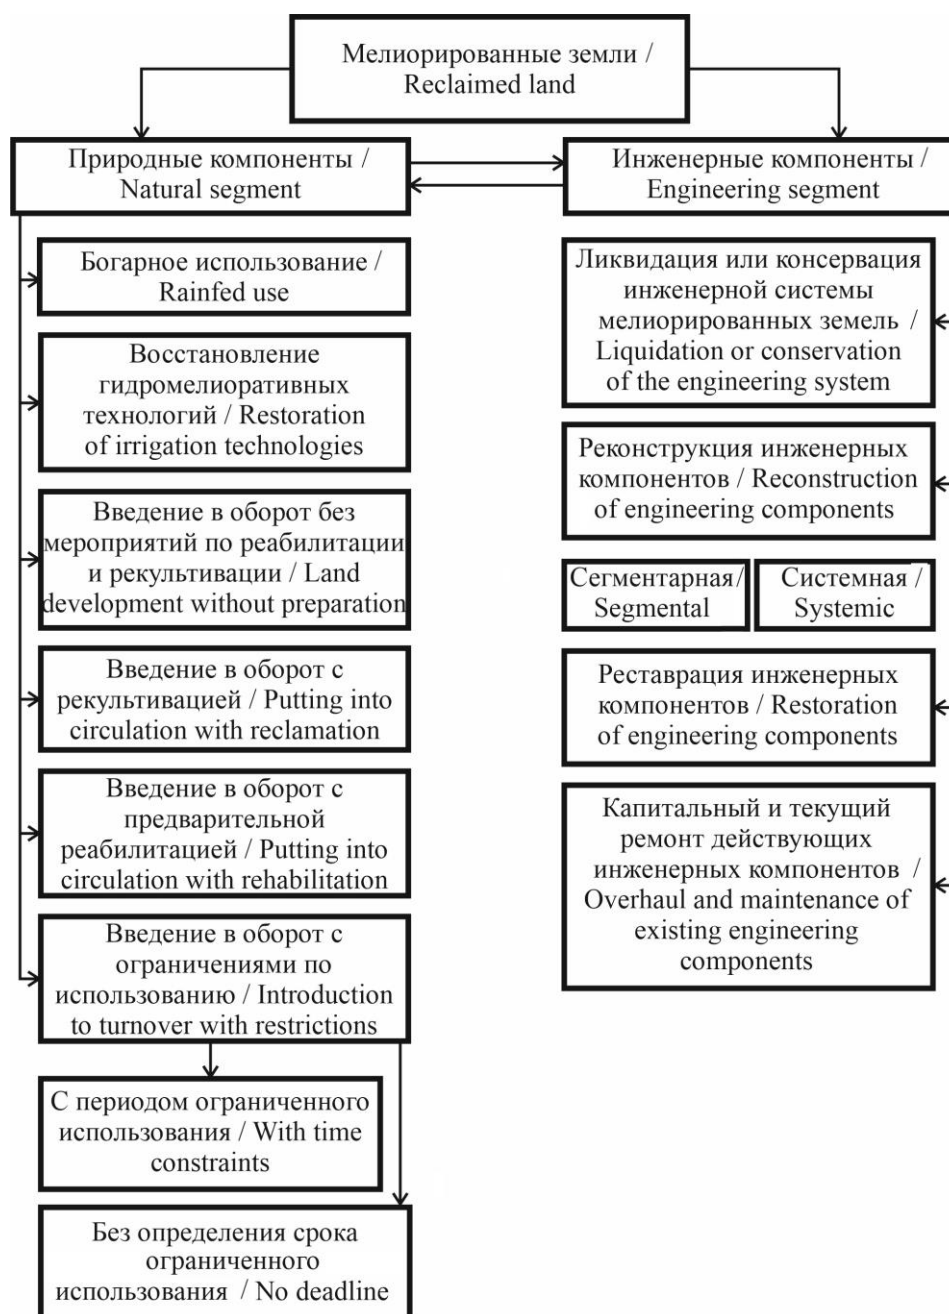 Мелиорированные земли /
Reclaimed land
Природные компоненты /
Natural segment
Инженерные компоненты /
Engineering segment
Богарное использование /
Rainfed use
Восстановление
гидромелиоративных
технологий / Restoration
of irrigation technologies
Введение в оборот без
мероприятий по реабилитации
и рекультивации / Land
development without preparation
Введение в оборот с
рекультивацией / Putting into
circulation with reclamation
Введение в оборот с
предварительной
реабилитацией / Putting into
circulation with rehabilitation
Введение в оборот с
ограничениями по
использованию / Introduction
to turnover with restrictions
С периодом ограниченного
использования / With time
constraints
Без определения срока
ограниченного
использования / No deadline
Ликвидация или консервация
инженерной системы
мелиорированных земель /
Liquidation or conservation
of the engineering system
Реконструкция инженерных
компонентов / Reconstruction
of engineering components
Сегментарная /
Segmental
Системная /
Systemic
Реставрация инженерных
компонентов / Restoration
of engineering components
Капитальный и текущий
ремонт действующих
инженерных компонентов /
Overhaul and maintenance of
existing engineering
components